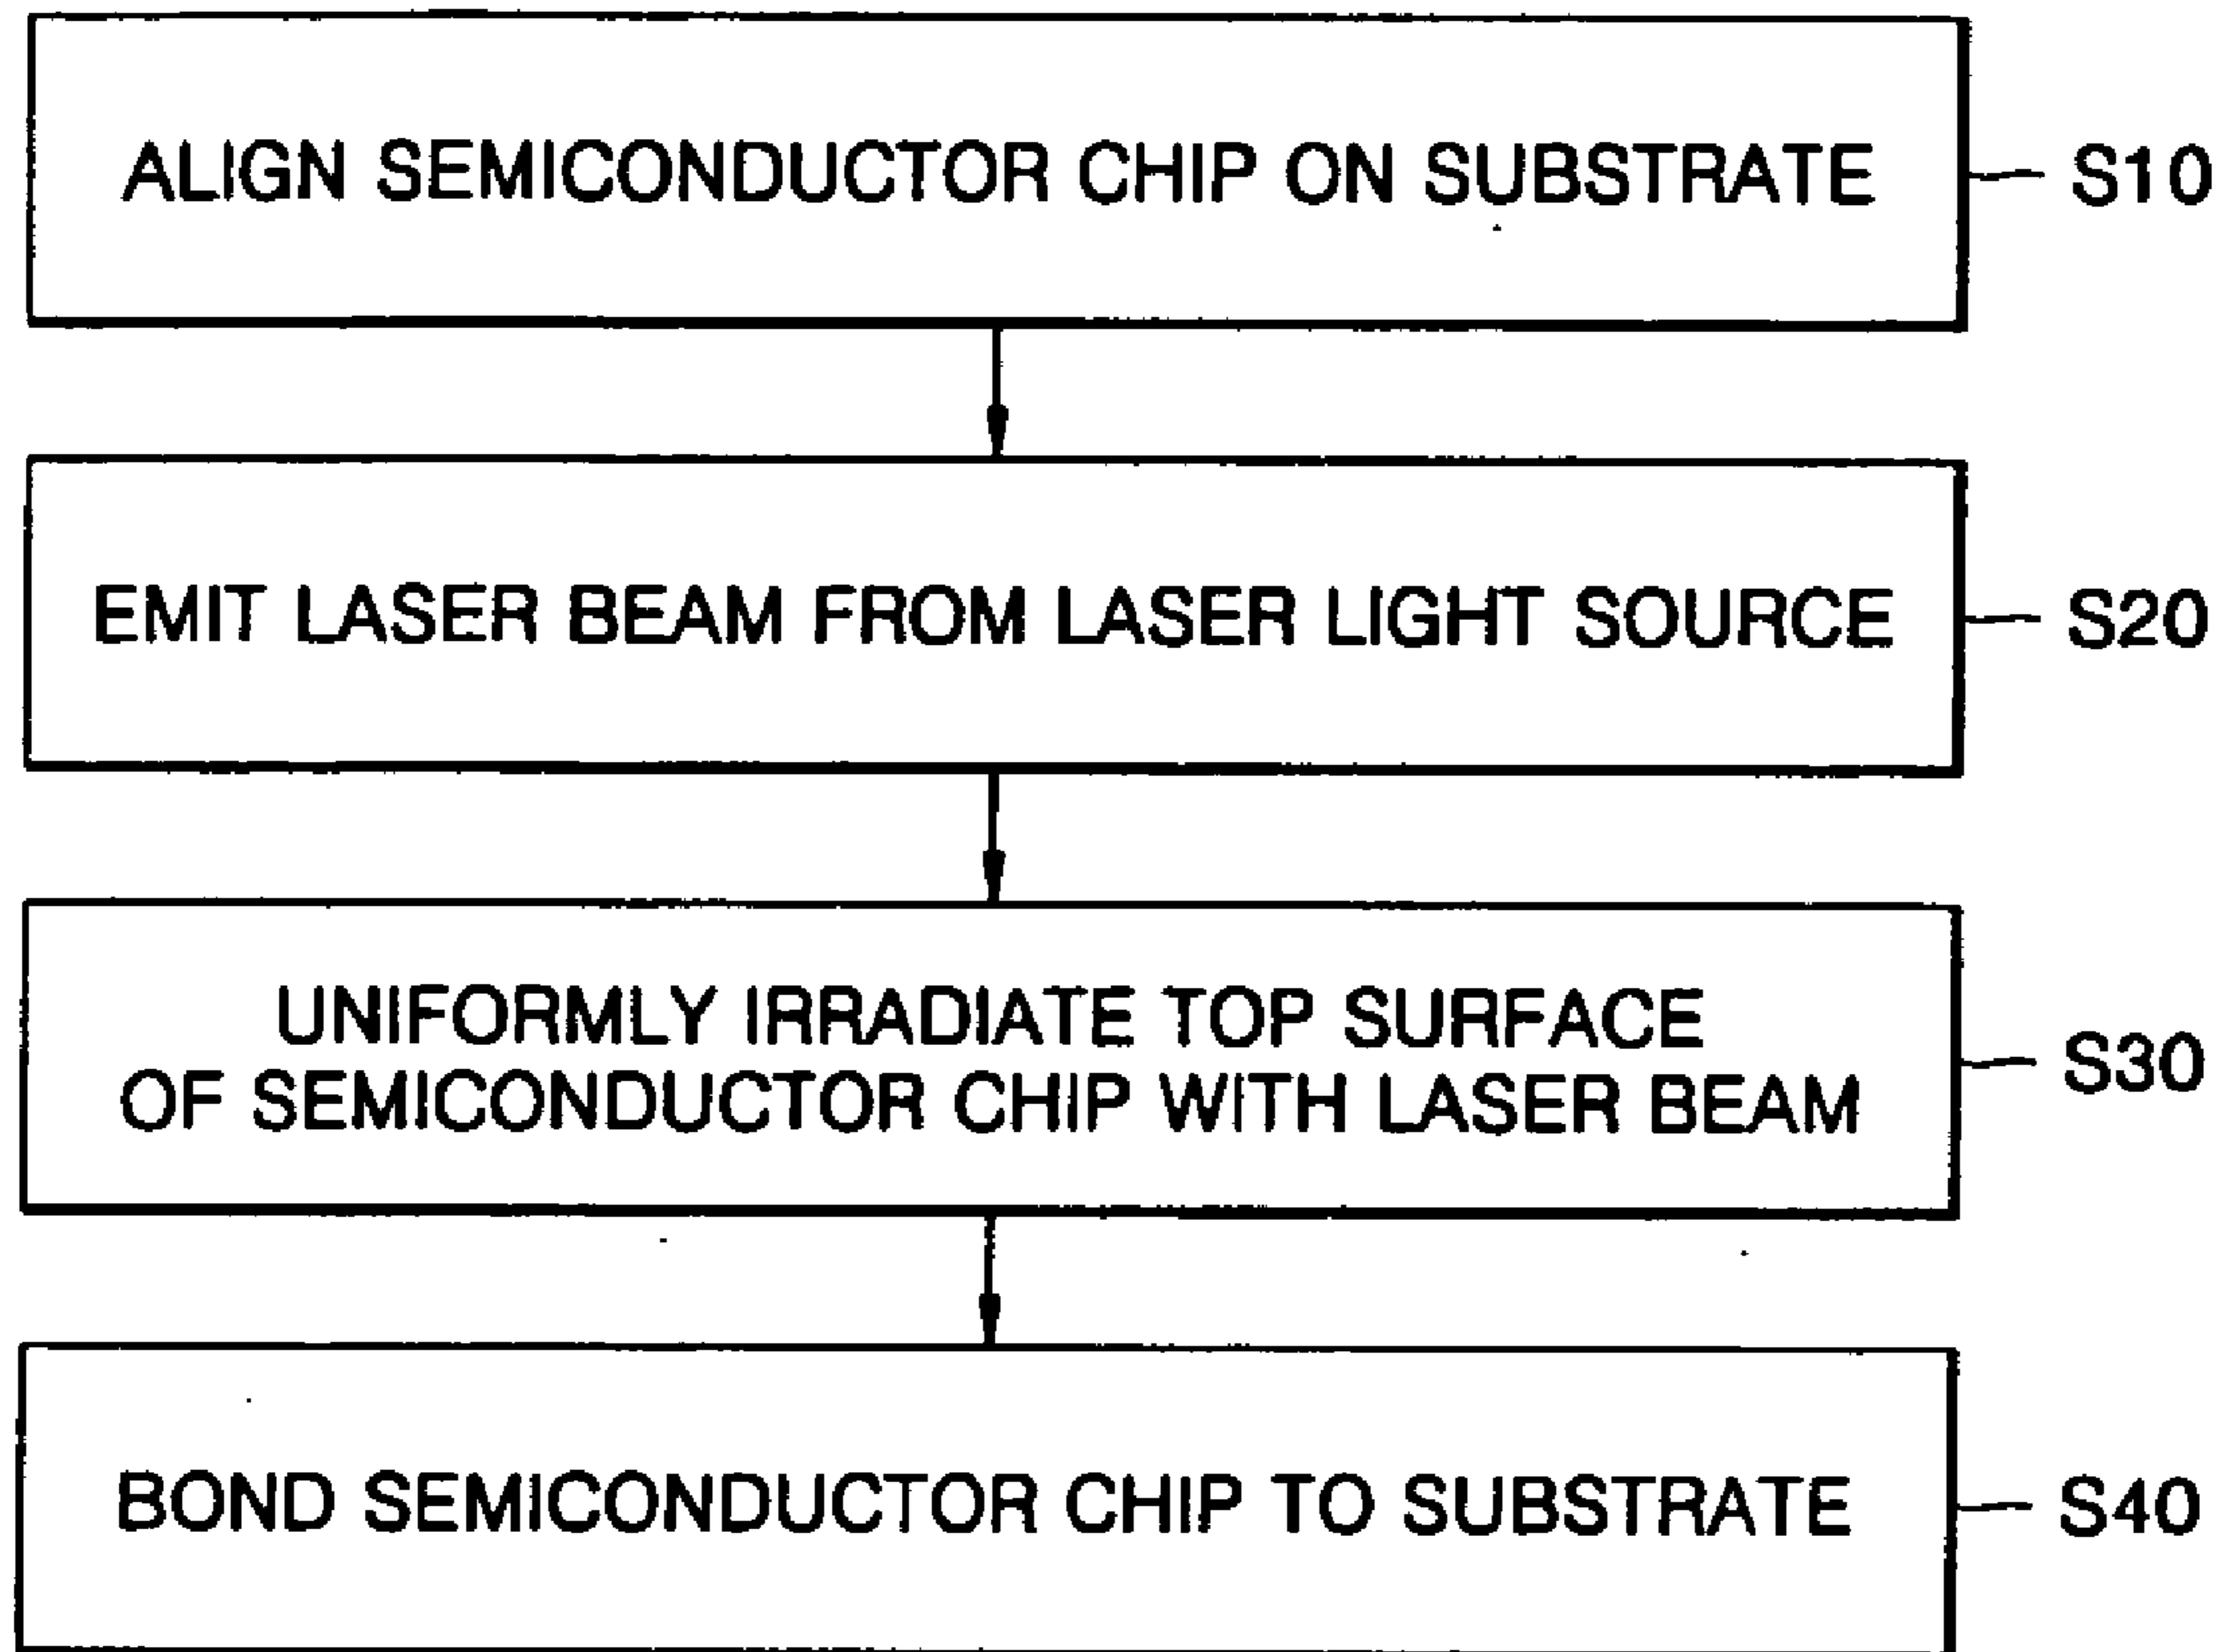 ALIGN SEMICONDUCTOR CHIP ON SUBSTRATE
S10
EMIT LASER BEAM FROM LASER LIGHT SOURCE
S20
UNIFORMLY IRRADIATE TOP SURFACE
OF SEMICONDUCTOR CHIP WITH LASER BEAM
S30
BOND SEMICONDUCTOR CHIP TO SUBSTRATE
S40